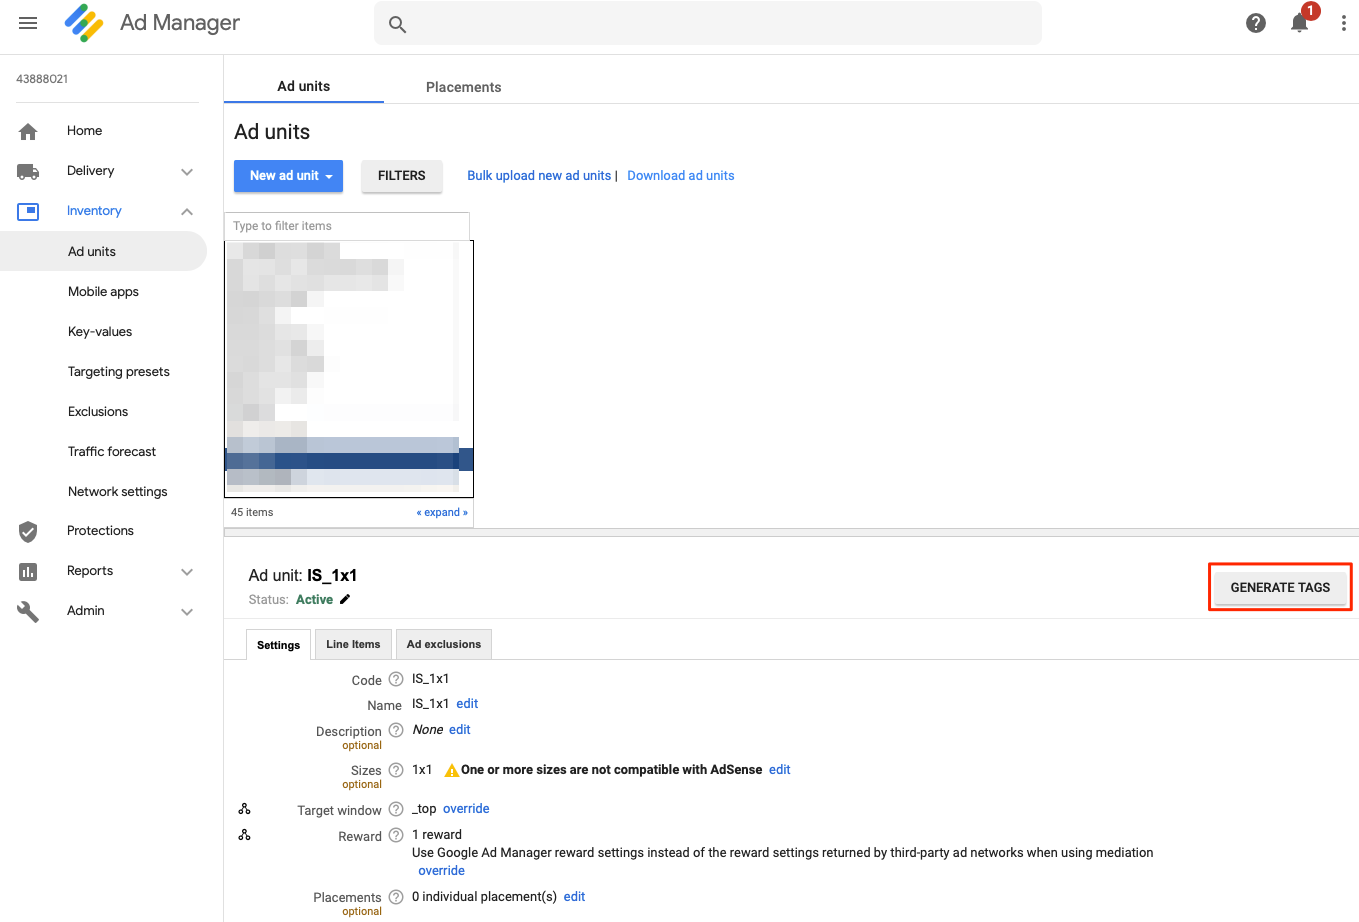 Ad Manager
1
43888021
Home
Delivery
Inventory
Ad units
Mobile apps
Key-values
Targeting presets
Exclusions
Traffic forecast
Network settings
Protections
Reports
Admin
Ad units
Placements
Ad units
New ad unit
FILTERS
Bulk upload new ad units | Download ad units
Type to filter items
45 items
« expand »
Ad unit: IS_1x1
Status: Active
GENERATE TAGS
Settings
Line Items
Ad exclusions
Code ? IS_1x1
Name IS_1x1 edit
Description ? None edit
optional
Sizes ? 1x1 One or more sizes are not compatible with AdSense edit
optional
Target window ? _top override
Reward ? 1 reward
Use Google Ad Manager reward settings instead of the reward settings returned by third-party ad networks when using mediation
override
Placements ? 0 individual placement(s) edit
optional